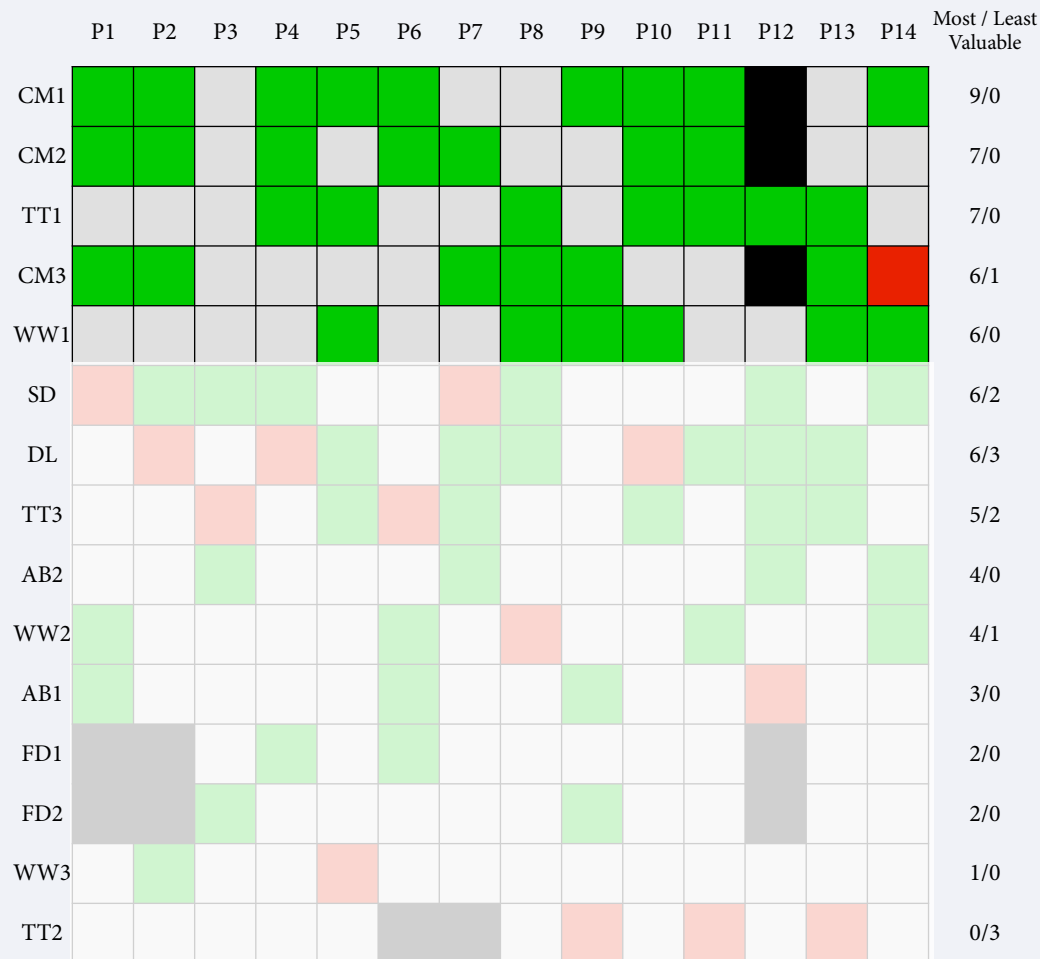 P1 P2 P3 P4 P5 P6 P7 P8 P9 P10 P11 P12 P13 P14 Most / Least
Valuable
CM1 9/0
CM2 7/0
TT1 7/0
CM3 6/1
WW1 6/0
SD 6/2
DL 6/3
TT3 5/2
AB2 4/0
WW2 4/1
AB1 3/0
FD1 2/0
FD2 2/0
WW3 1/0
TT2 0/3